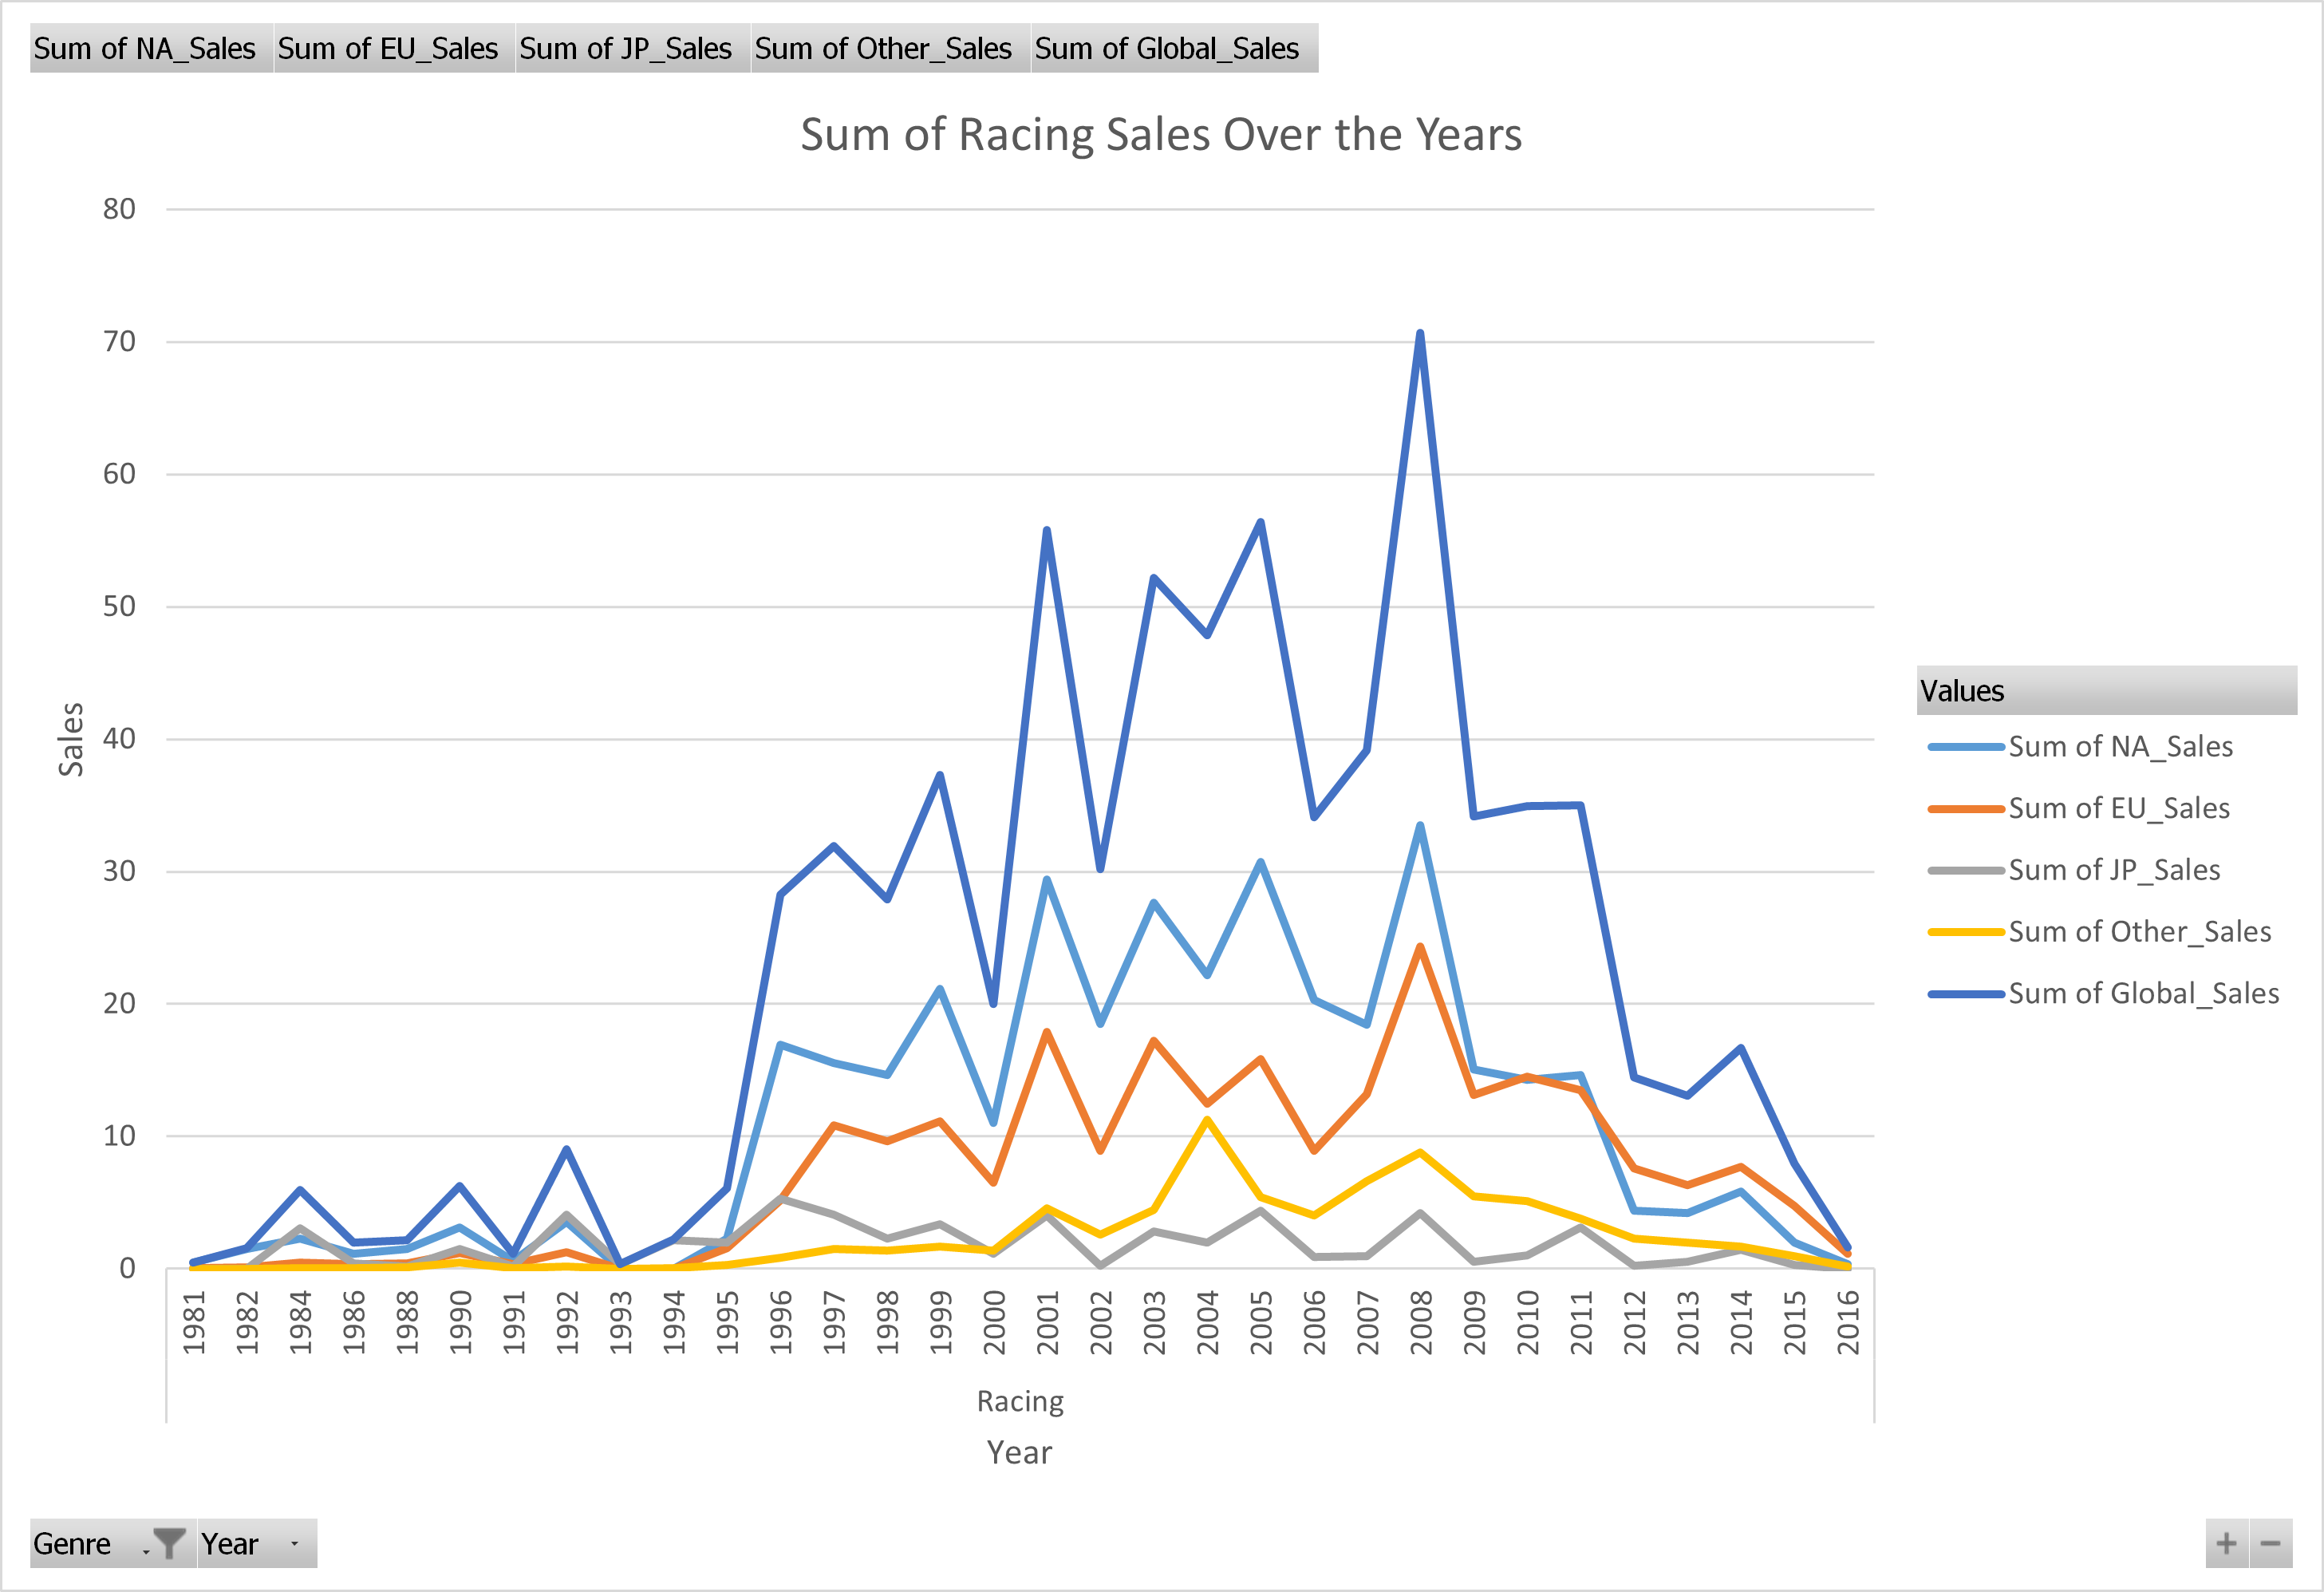 Sum of NA_Sales Sum of EU_Sales Sum of JP_Sales Sum of Other_Sales Sum of Global_Sales
Sum of Racing Sales Over the Years
80
70
60
50
40
30
20
10
0
Sales
1981 1982 1984 1986 1988 1990 1991 1992 1993 1994 1995 1996 1997 1998 1999 2000 2001 2002 2003 2004 2005 2006 2007 2008 2009 2010 2011 2012 2013 2014 2015 2016
Racing
Year
Values
Sum of NA_Sales
Sum of EU_Sales
Sum of JP_Sales
Sum of Other_Sales
Sum of Global_Sales
Genre Year
+ −